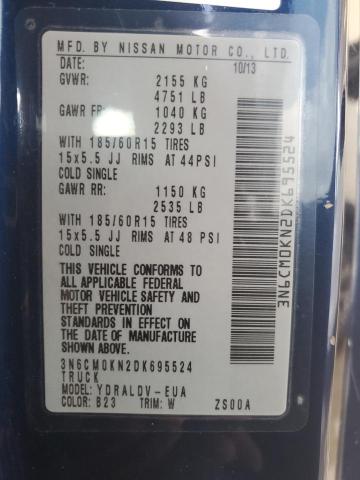 MFD. BY NISSAN MOTOR CO., LTD.
DATE: 10/13
GVWR: 2155 KG
4751 LB
GAWR FR: 1040 KG
2293 LB
WITH 185/60R15 TIRES
15x5.5 JJ RIMS AT 44PSI
COLD SINGLE
GAWR RR: 1150 KG
2535 LB
WITH 185/60R15 TIRES
15x5.5 JJ RIMS AT 48 PSI
COLD SINGLE
THIS VEHICLE CONFORMS TO
ALL APPLICABLE FEDERAL
MOTOR VEHICLE SAFETY AND
THEFT PREVENTION
STANDARDS IN EFFECT ON
THE DATE OF MANUFACTURE
SHOWN ABOVE.
3N6CM0KN2DK695524
TRUCK
MODEL: YDRALDV-EUA
COLOR: B23 TRIM: W ZS00A
3N6CM0KN2DK695524